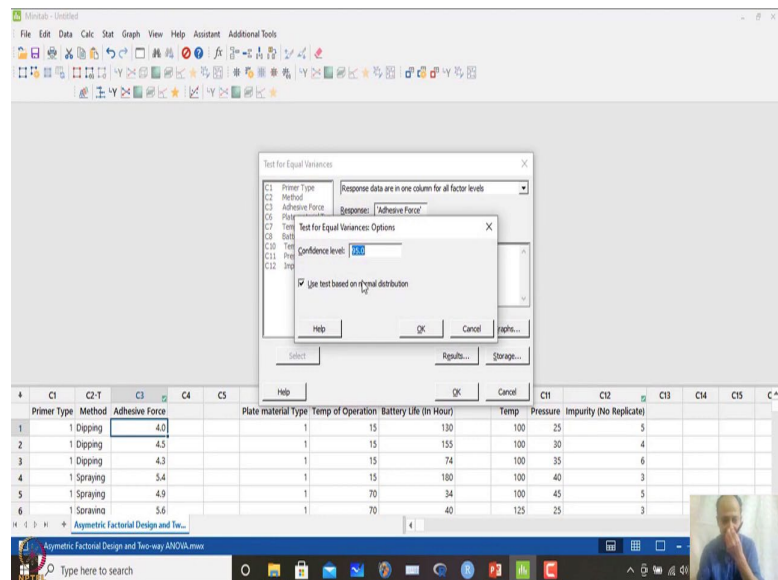 Minitab - Untitled
File Edit Data Calc Stat Graph View Help Assistant Additional Tools
Test for Equal Variances
C1 Primer Type
C2 Method
C3 Adhesive Force
C6
C7
C8
C10
C11
C12
Response data are in one column for all factor levels
Response: 'Adhesive Force'
Test for Equal Variances: Options
Confidence level: 95.0
Use test based on normal distribution
Help OK Cancel
Select Results... Storage...
Help OK Cancel
C1 C2-T C3 C4 C5 C11 C12 C13 C14 C15
Primer Type Method Adhesive Force Plate material Type Temp of Operation Battery Life (In Hour) Temp Pressure Impurity (No Replicate)
1 1 Dipping 4.0 1 15 130 100 25 5
2 1 Dipping 4.5 1 15 155 100 30 4
3 1 Dipping 4.3 1 15 74 100 35 6
4 1 Spraying 5.4 1 15 180 100 40 3
5 1 Spraying 4.9 1 70 34 100 45 5
6 1 Spraying 5.6 1 70 40 125 25 3
Asymetric Factorial Design and Tw...
Asymetric Factorial Design and Two-way ANOVA.mwx
Type here to search
NPTEL